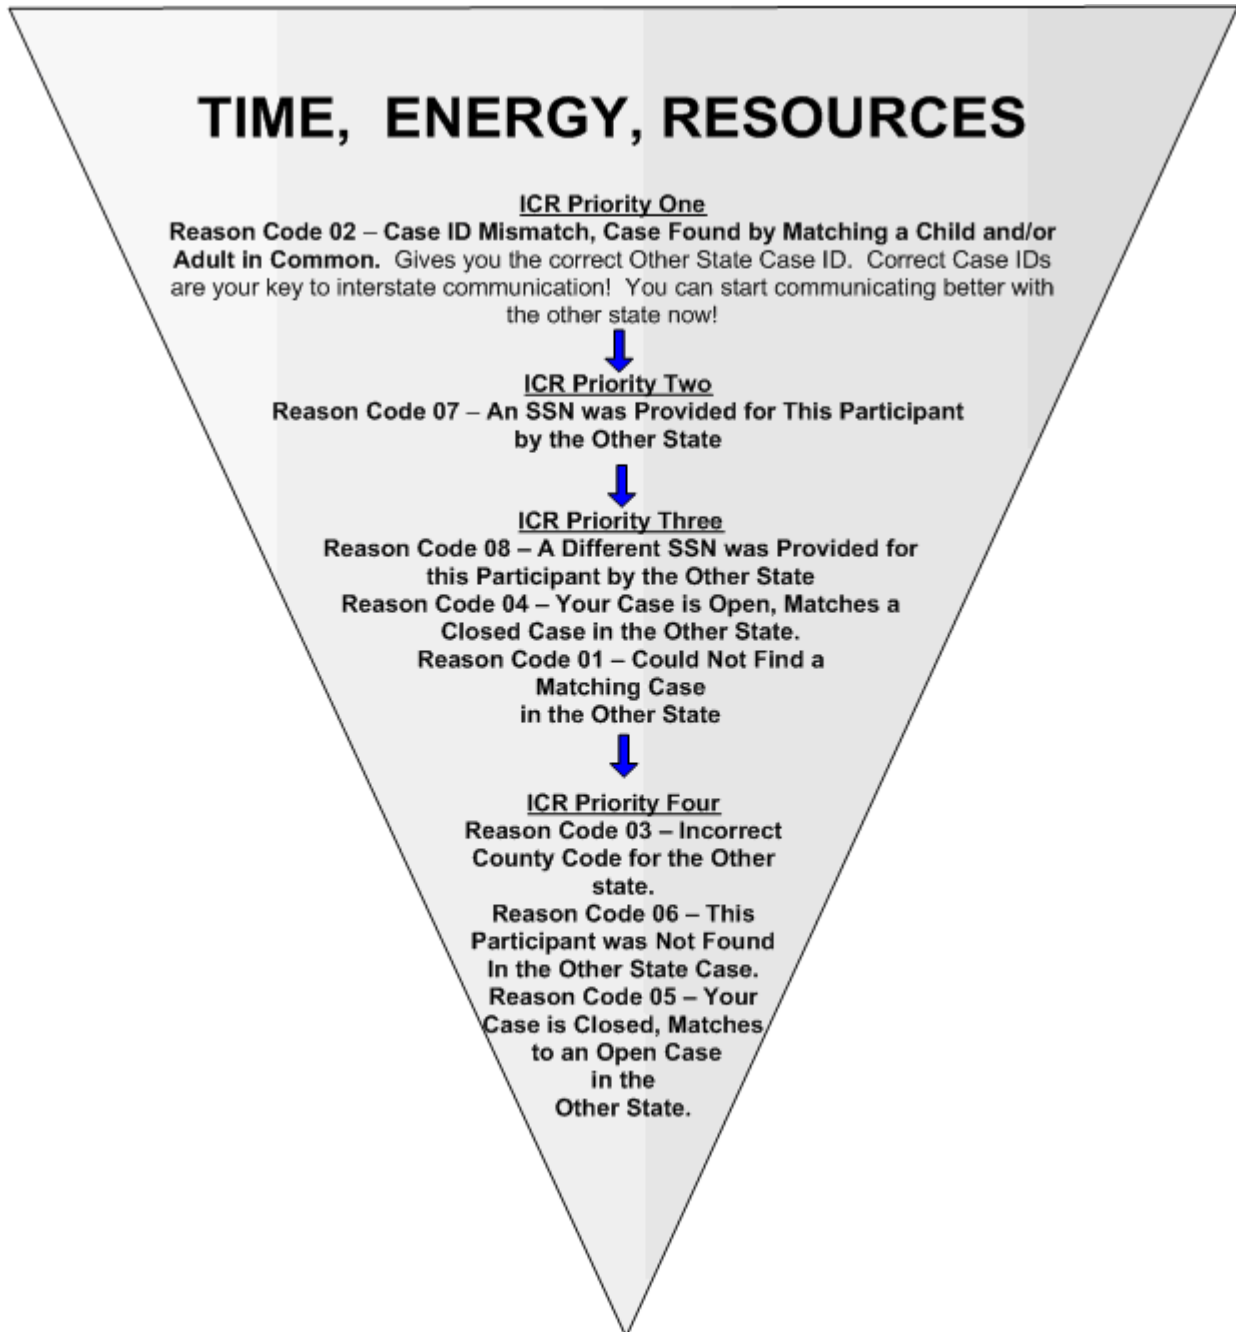 TIME, ENERGY, RESOURCES
ICR Priority One
Reason Code 02 – Case ID Mismatch, Case Found by Matching a Child and/or
Adult in Common. Gives you the correct Other State Case ID. Correct Case IDs
are your key to interstate communication! You can start communicating better with
the other state now!
ICR Priority Two
Reason Code 07 – An SSN was Provided for This Participant
by the Other State
ICR Priority Three
Reason Code 08 – A Different SSN was Provided for
this Participant by the Other State
Reason Code 04 – Your Case is Open, Matches a
Closed Case in the Other State.
Reason Code 01 – Could Not Find a
Matching Case
in the Other State
ICR Priority Four
Reason Code 03 – Incorrect
County Code for the Other
state.
Reason Code 06 – This
Participant was Not Found
In the Other State Case.
Reason Code 05 – Your
Case is Closed, Matches
to an Open Case
in the
Other State.